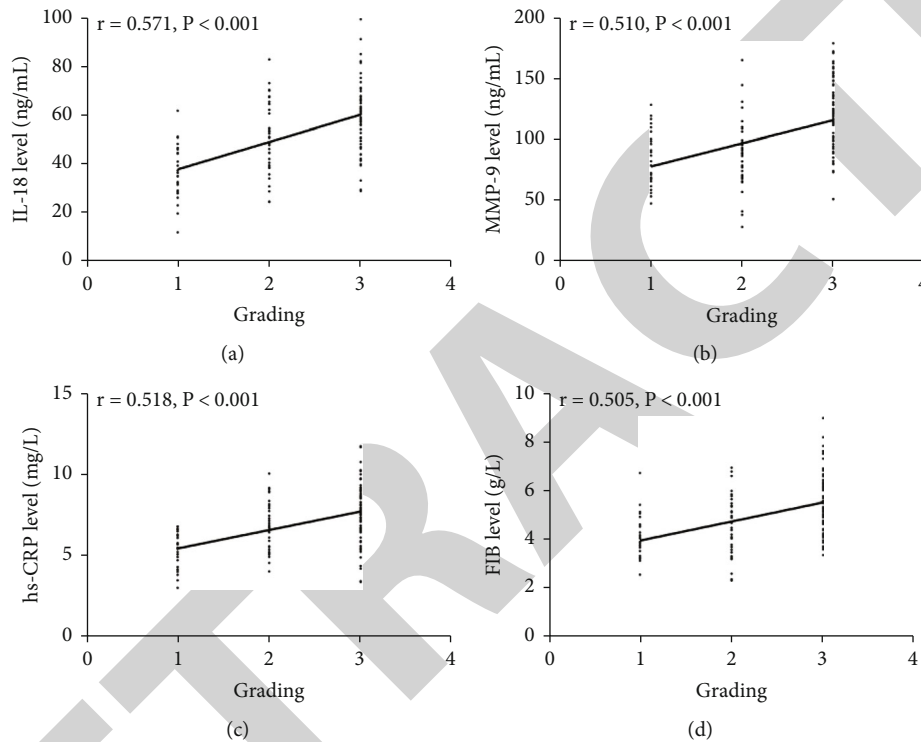 r = 0.571, P < 0.001
IL-18 level (ng/mL)
100
80
60
40
20
0
0 1 2 3 4
Grading
(a)
r = 0.510, P < 0.001
MMP-9 level (ng/mL)
200
150
100
50
0
0 1 2 3 4
Grading
(b)
r = 0.518, P < 0.001
hs-CRP level (mg/L)
15
10
5
0
0 1 2 3 4
Grading
(c)
r = 0.505, P < 0.001
FIB level (g/L)
10
8
6
4
2
0
0 1 2 3 4
Grading
(d)
TRACT